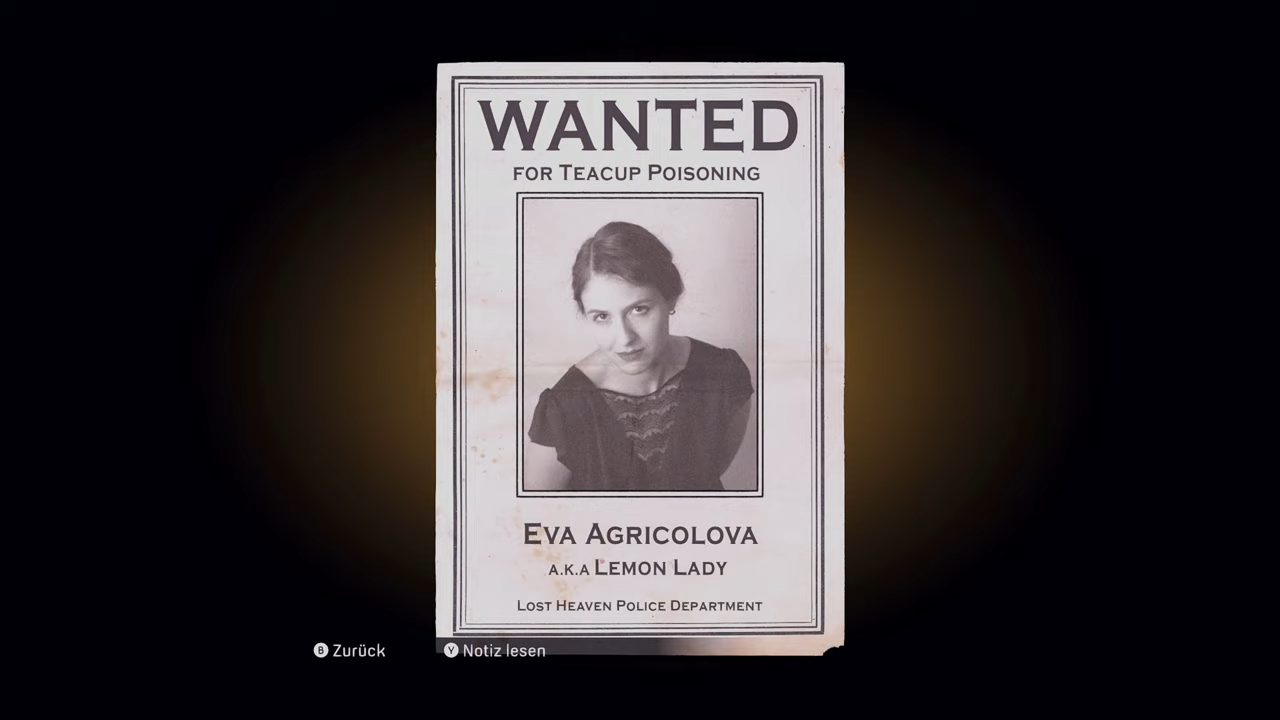 WANTED
FOR TEACUP POISONING
EVA AGRICOLOVA
A.K.A LEMON LADY
LOST HEAVEN POLICE DEPARTMENT
B Zurück Y Notiz lesen